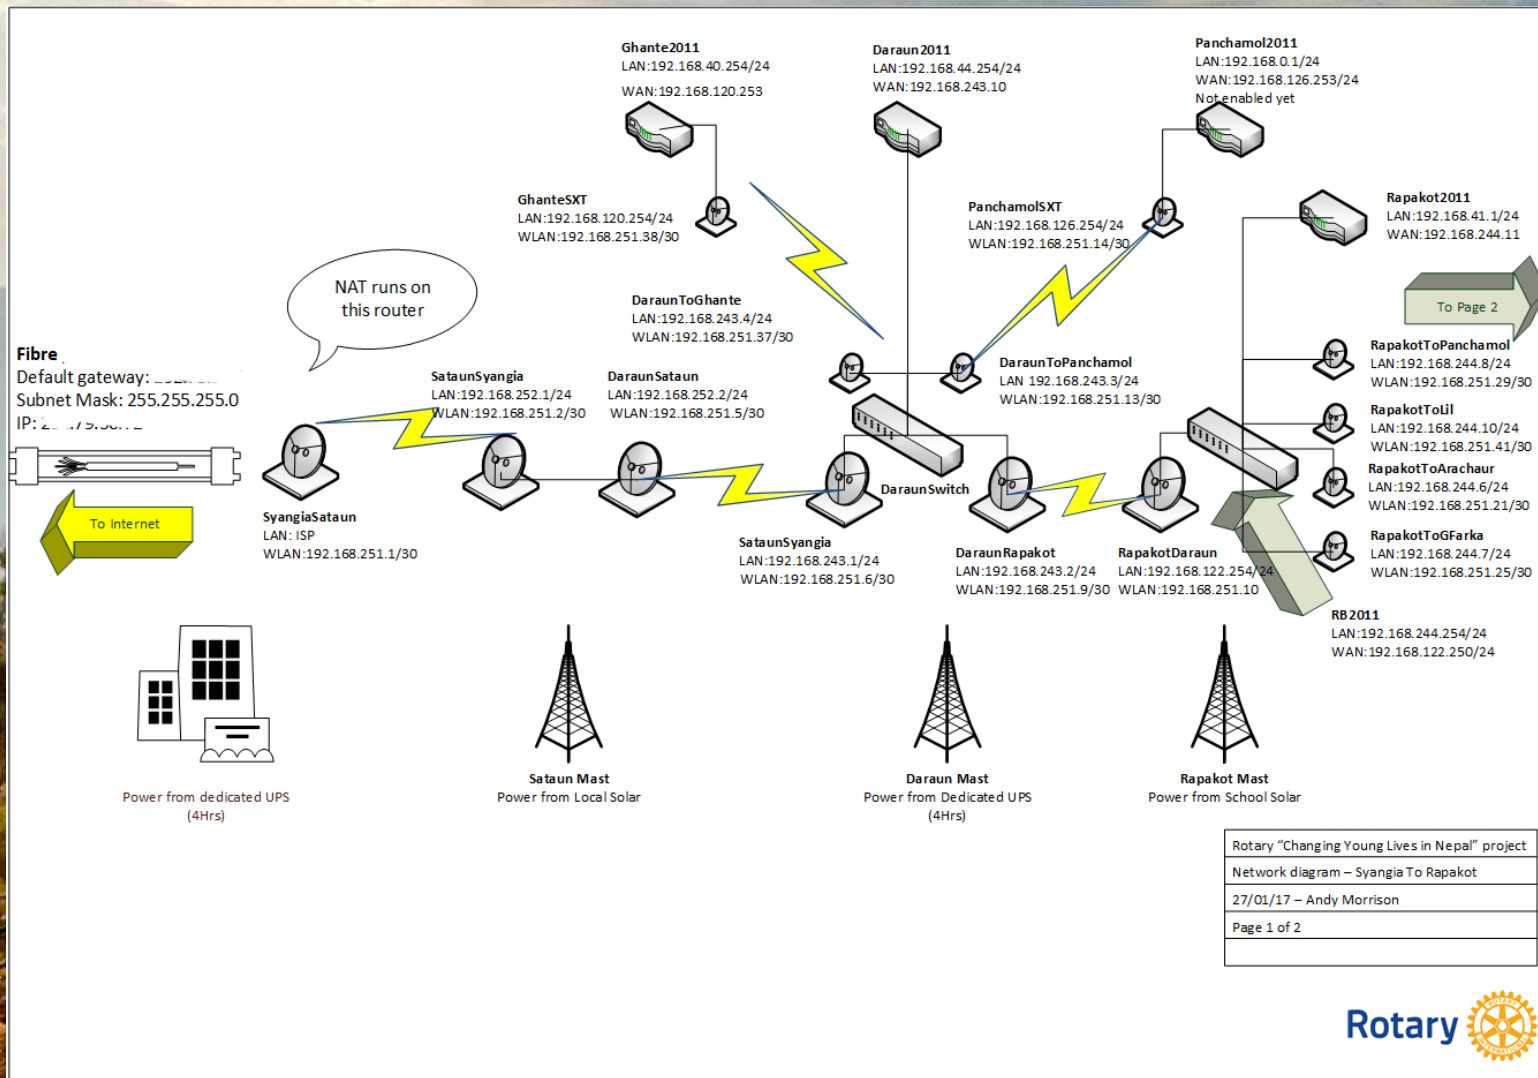 Ghante2011
LAN:192.168.40.254/24
WAN:192.168.120.253
Daraun2011
LAN:192.168.44.254/24
WAN:192.168.243.10
Panchamol2011
LAN:192.168.0.1/24
WAN:192.168.126.253/24
Not enabled yet
GhanteSXT
LAN:192.168.120.254/24
WLAN:192.168.251.38/30
PanchamolSXT
LAN:192.168.126.254/24
WLAN:192.168.251.14/30
Rapakot2011
LAN:192.168.41.1/24
WAN:192.168.244.11
NAT runs on
this router
To Page 2
DaraunToGhante
LAN:192.168.243.4/24
WLAN:192.168.251.37/30
Fibre
Default gateway:
Subnet Mask: 255.255.255.0
IP:
SataunSyangia
LAN:192.168.252.1/24
WLAN:192.168.251.2/30
DaraunSataun
LAN:192.168.252.2/24
WLAN:192.168.251.5/30
DaraunToPanchamol
LAN 192.168.243.3/24
WLAN:192.168.251.13/30
RapakotToPanchamol
LAN:192.168.244.8/24
WLAN:192.168.251.29/30
RapakotToLil
LAN:192.168.244.10/24
WLAN:192.168.251.41/30
RapakotToArachaur
LAN:192.168.244.6/24
WLAN:192.168.251.21/30
RapakotToGFarka
LAN:192.168.244.7/24
WLAN:192.168.251.25/30
DaraunSwitch
To Internet
SyangiaSataun
LAN: ISP
WLAN:192.168.251.1/30
SataunSyangia
LAN:192.168.243.1/24
WLAN:192.168.251.6/30
DaraunRapakot
LAN:192.168.243.2/24
WLAN:192.168.251.9/30
RapakotDaraun
LAN:192.168.122.254/24
WLAN:192.168.251.10
RB2011
LAN:192.168.244.254/24
WAN:192.168.122.250/24
Power from dedicated UPS
(4Hrs)
Sataun Mast
Power from Local Solar
Daraun Mast
Power from Dedicated UPS
(4Hrs)
Rapakot Mast
Power from School Solar
Rotary “Changing Young Lives in Nepal” project
Network diagram – Syangia To Rapakot
27/01/17 – Andy Morrison
Page 1 of 2
Rotary
ROTARY
INTERNATIONAL